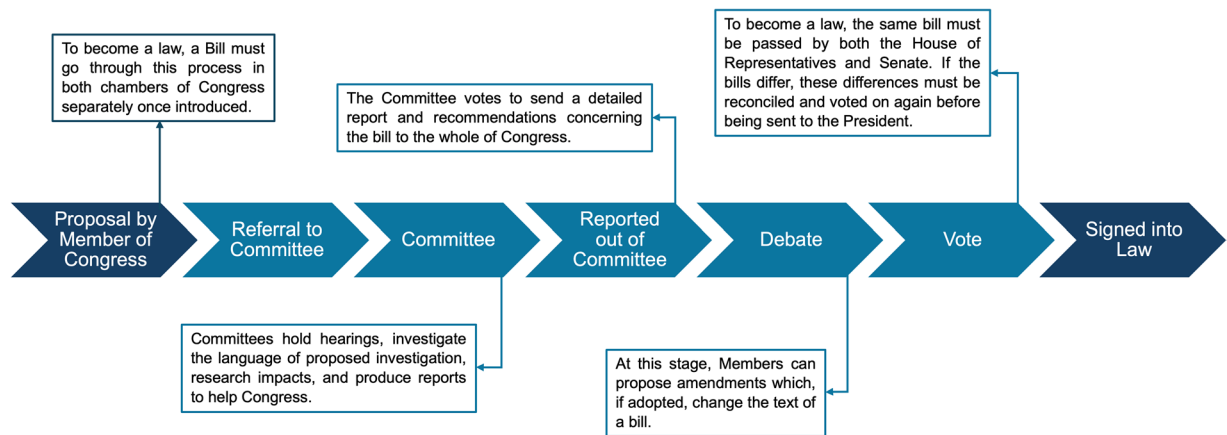 To become a law, a Bill must
go through this process in
both chambers of Congress
separately once introduced.
The Committee votes to send a detailed
report and recommendations concerning
the bill to the whole of Congress.
To become a law, the same bill must
be passed by both the House of
Representatives and Senate. If the
bills differ, these differences must be
reconciled and voted on again before
being sent to the President.
Proposal by
Member of
Congress
Referral to
Committee
Committee
Reported
out of
Committee
Debate
Vote
Signed into
Law
Committees hold hearings, investigate
the language of proposed investigation,
research impacts, and produce reports
to help Congress.
At this stage, Members can
propose amendments which,
if adopted, change the text of
a bill.